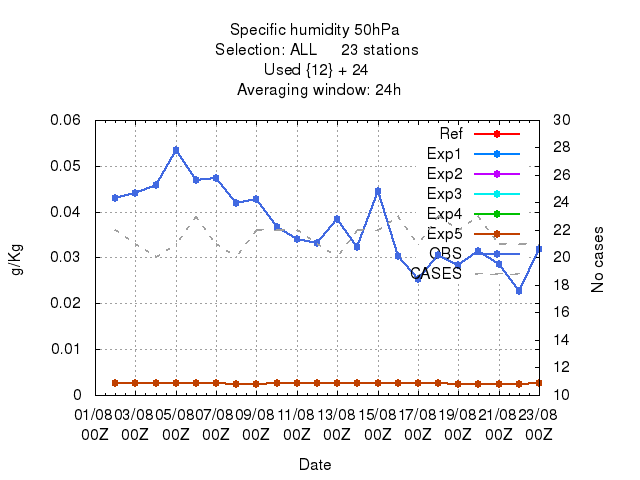 Specific humidity 50hPa
Selection: ALL 23 stations
Used {12} + 24
Averaging window: 24h
0.06
0.05
0.04
0.03
0.02
0.01
0
g/Kg
30
28
26
24
22
20
18
16
14
12
10
No cases
Ref
Exp1
Exp2
Exp3
Exp4
Exp5
OBS
CASES
01/08 03/08 05/08 07/08 09/08 11/08 13/08 15/08 17/08 19/08 21/08 23/08
00Z 00Z 00Z 00Z 00Z 00Z 00Z 00Z 00Z 00Z 00Z 00Z
Date